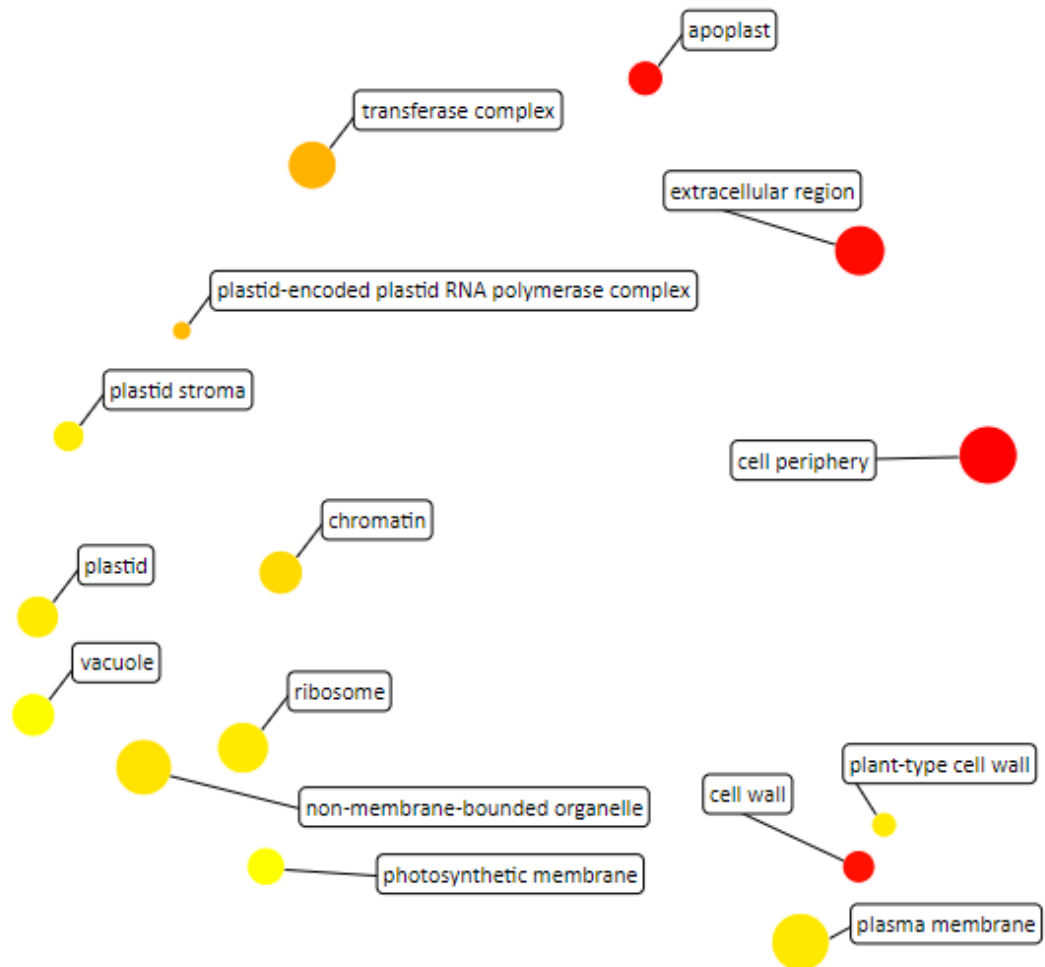 apoplast
transferase complex
extracellular region
plastid-encoded plastid RNA polymerase complex
plastid stroma
cell periphery
chromatin
plastid
vacuole
ribosome
plant-type cell wall
cell wall
non-membrane-bounded organelle
photosynthetic membrane
plasma membrane